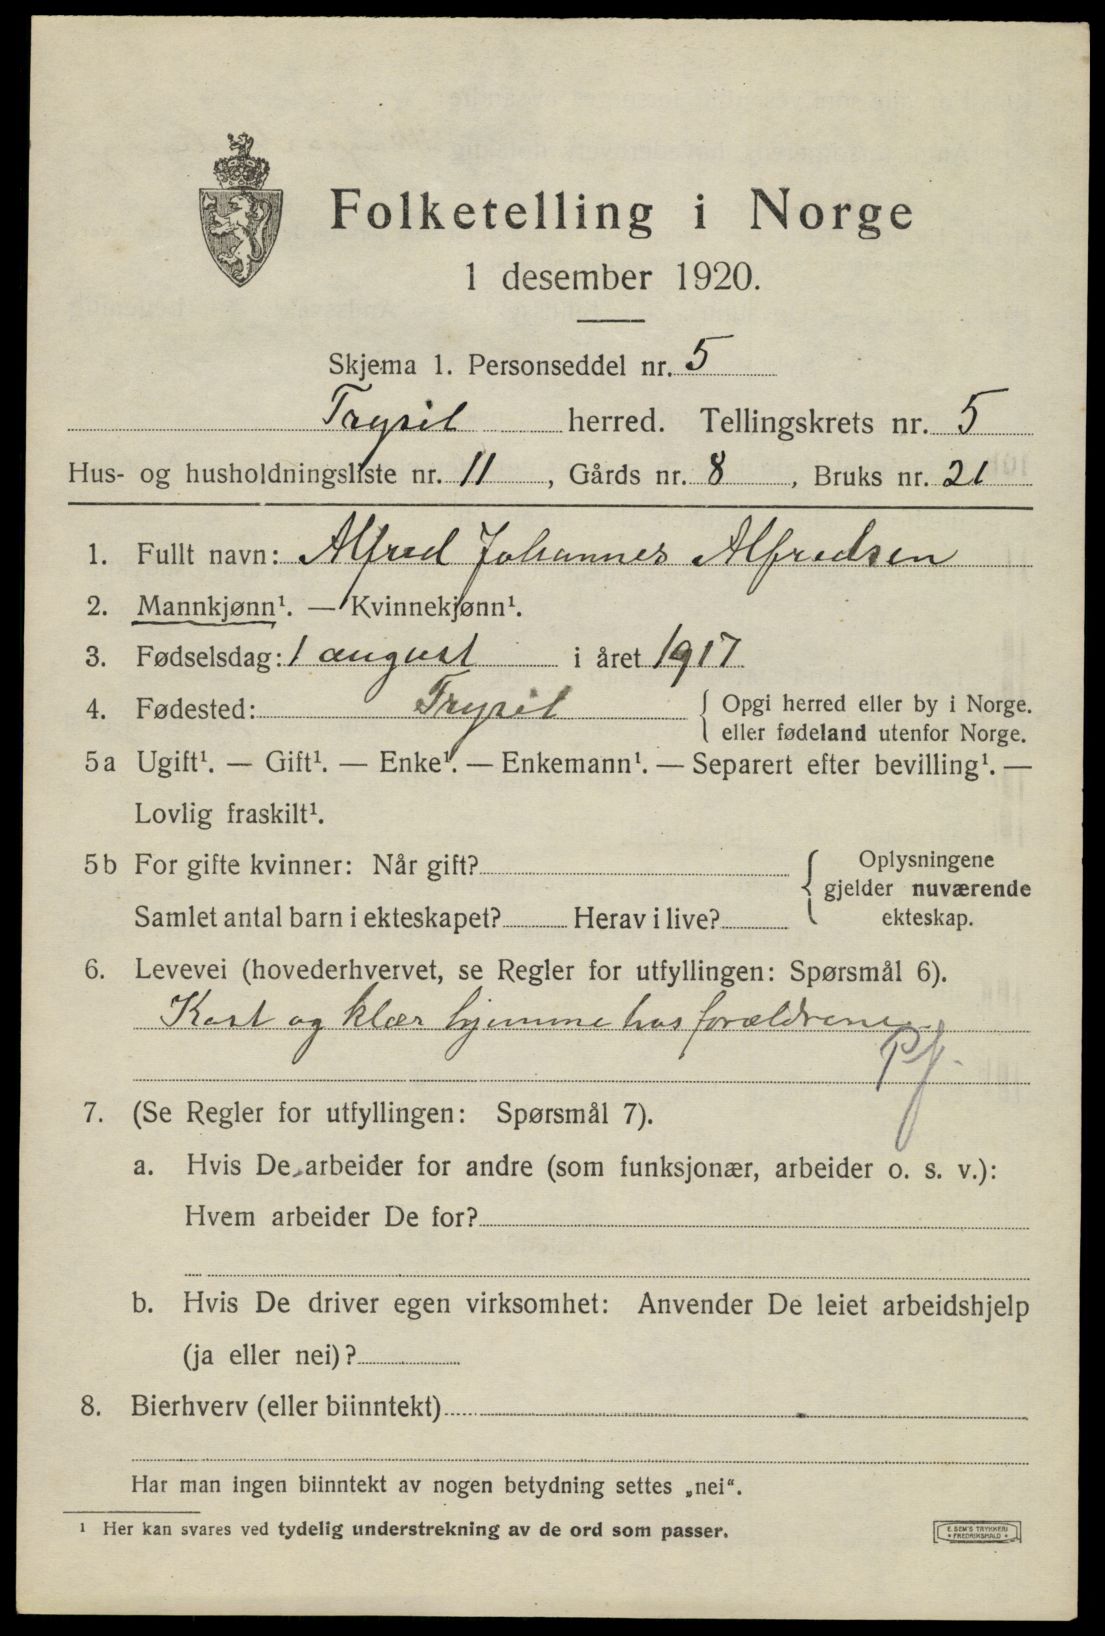 Folketelling i Norge
1 desember 1920.
Skjema 1. Personseddel nr. 5
Trysil herred. Tellingskrets nr. 5
Hus- og husholdningsliste nr. 11, Gårds nr. 8, Bruks nr. 21
1. Fullt navn: Alfred Johannes Alfredsen
2. Mannkjønn¹. — Kvinnekjønn¹.
3. Fødselsdag: 1 august i året 1917
4. Fødested: Trysil { Opgi herred eller by i Norge.
eller fødeland utenfor Norge.
5a Ugift¹. — Gift¹. — Enke¹. — Enkemann¹. — Separert efter bevilling¹. —
Lovlig fraskilt¹.
5b For gifte kvinner: Når gift?
Samlet antal barn i ekteskapet? Herav i live?
{ Oplysningene
gjelder nuværende
ekteskap.
6. Levevei (hovederhvervet, se Regler for utfyllingen: Spørsmål 6).
Kost og klær hjemme hos forældrene
Pf.
7. (Se Regler for utfyllingen: Spørsmål 7).
a. Hvis De arbeider for andre (som funksjonær, arbeider o. s. v.):
Hvem arbeider De for?
b. Hvis De driver egen virksomhet: Anvender De leiet arbeidshjelp
(ja eller nei)?
8. Bierhverv (eller biinntekt)
Har man ingen biinntekt av nogen betydning settes „nei“.
¹ Her kan svares ved tydelig understrekning av de ord som passer.
E. SEM'S TRYKKERI
FREDRIKSHALD